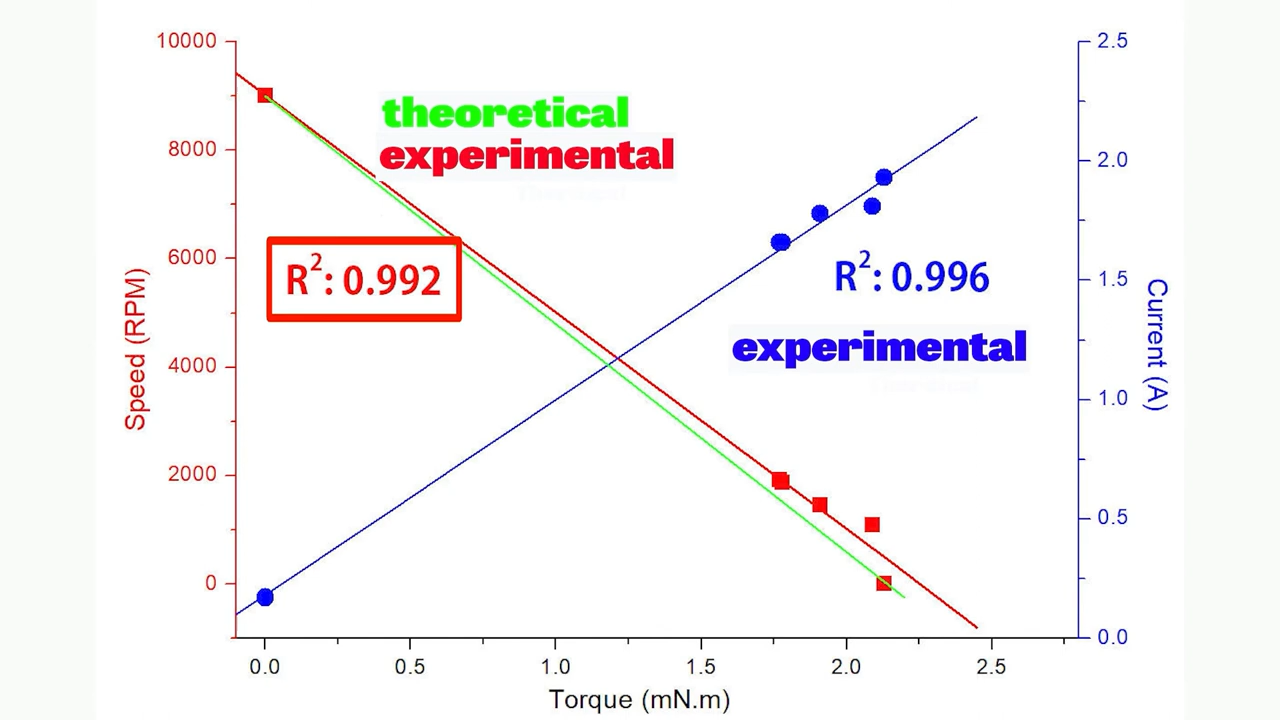 10000
8000
6000
4000
2000
0
Speed (RPM)
theoretical
experimental
R²: 0.992
R²: 0.996
experimental
2.5
2.0
1.5
1.0
0.5
0.0
Current (A)
0.0 0.5 1.0 1.5 2.0 2.5
Torque (mN.m)